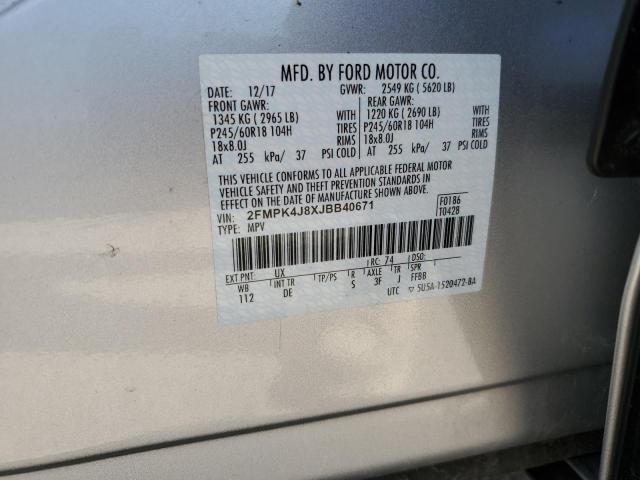 MFD. BY FORD MOTOR CO.
DATE: 12/17 GVWR: 2549 KG ( 5620 LB)
FRONT GAWR: REAR GAWR:
1345 KG ( 2965 LB) 1220 KG ( 2690 LB)
P245/60R18 104H TIRES P245/60R18 104H TIRES
18x8.0J RIMS 18x8.0J RIMS
AT 255 kPa/ 37 PSI COLD AT 255 kPa/ 37 PSI COLD
THIS VEHICLE CONFORMS TO ALL APPLICABLE FEDERAL MOTOR
VEHICLE SAFETY AND THEFT PREVENTION STANDARDS IN
EFFECT ON THE DATE OF MANUFACTURE SHOWN ABOVE.
VIN: 2FMPK4J8XJBB40671 F0186
TYPE: MPV T0428
EXT PNT: UX RC: 74 DSO:
WB INT TR TP/PS R AXLE TR SPR
112 DE S 3F J FFBB
UTC 5U5A-1520472-BA